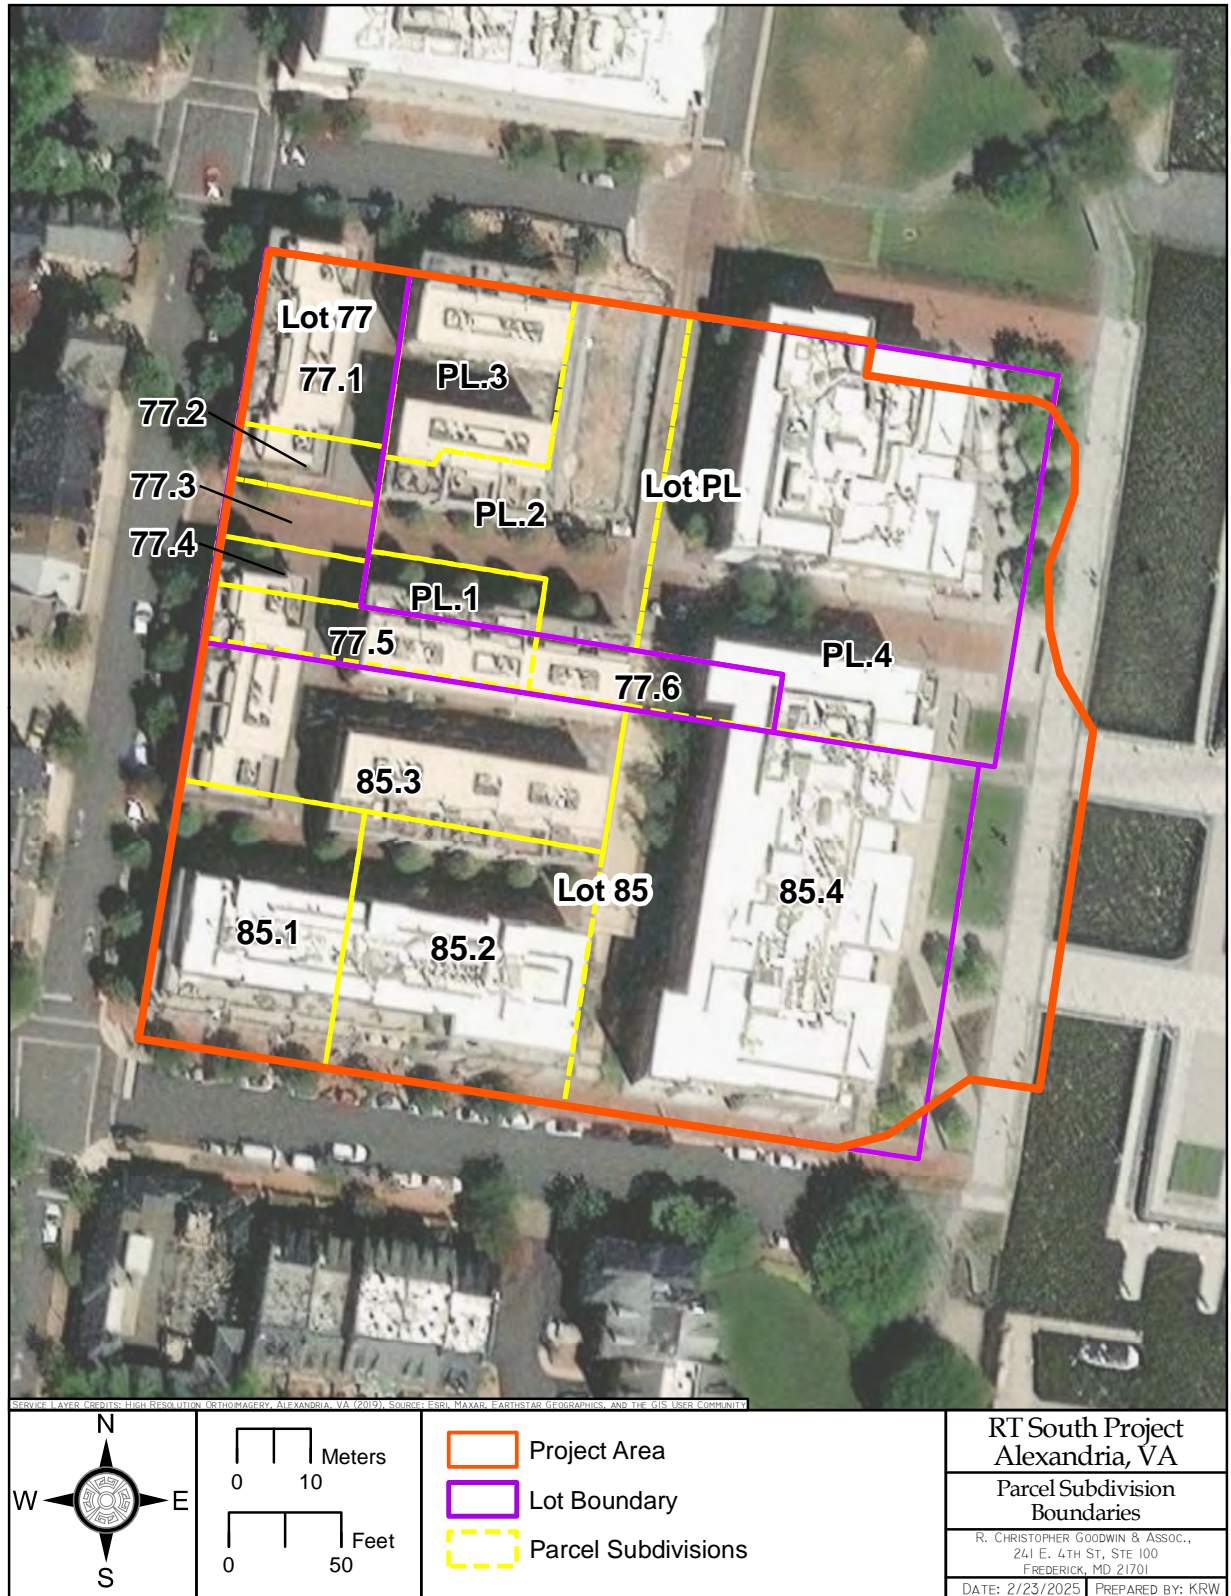 Lot 77
77.1
PL.3
77.2
77.3
Lot PL
PL.2
77.4
PL.1
77.5
PL.4
77.6
85.3
Lot 85
85.4
85.1
85.2
SERVICE LAYER CREDITS: HIGH RESOLUTION ORTHOIMAGERY, ALEXANDRIA, VA (2019), SOURCE: ESRI, MAXAR, EARTHSTAR GEOGRAPHICS, AND THE GIS USER COMMUNITY
N
W
E
S
Meters
0 10
Feet
0 50
Project Area
Lot Boundary
Parcel Subdivisions
RT South Project
Alexandria, VA
Parcel Subdivision
Boundaries
R. CHRISTOPHER GOODWIN & ASSOC.,
241 E. 4TH ST, STE 100
FREDERICK, MD 21701
DATE: 2/23/2025 PREPARED BY: KRW